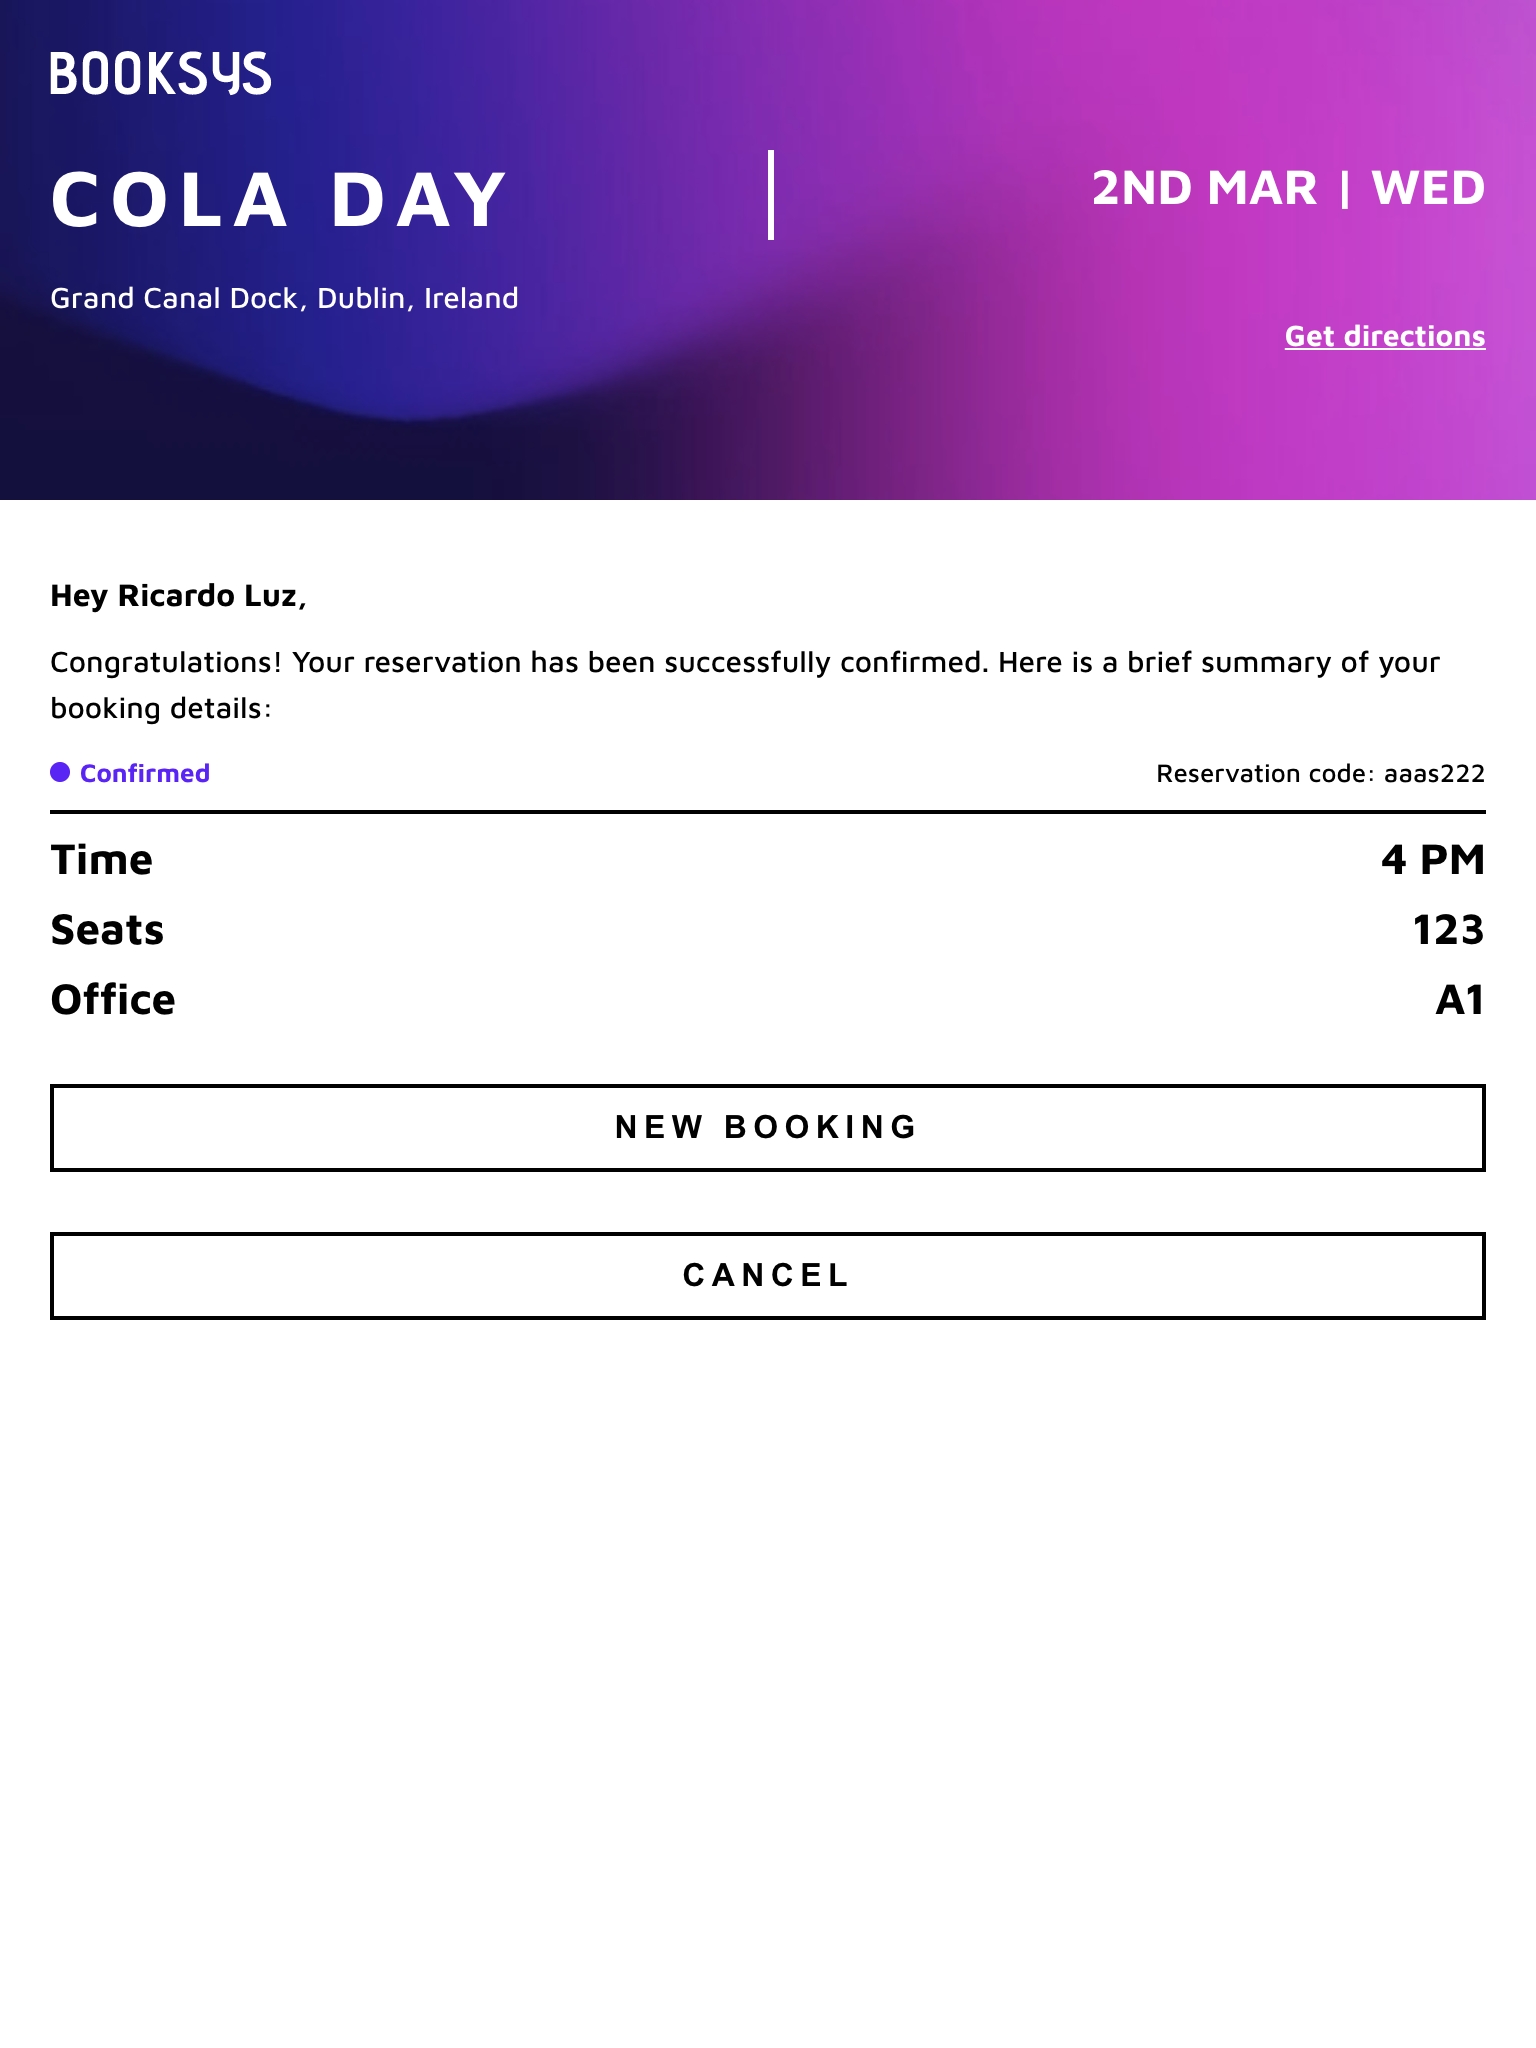 BOOKSYS
COLA DAY
2ND MAR | WED
Grand Canal Dock, Dublin, Ireland
Get directions
Hey Ricardo Luz,
Congratulations! Your reservation has been successfully confirmed. Here is a brief summary of your
booking details:
Confirmed
Reservation code: aaas222
Time 4 PM
Seats 123
Office A1
NEW BOOKING
CANCEL